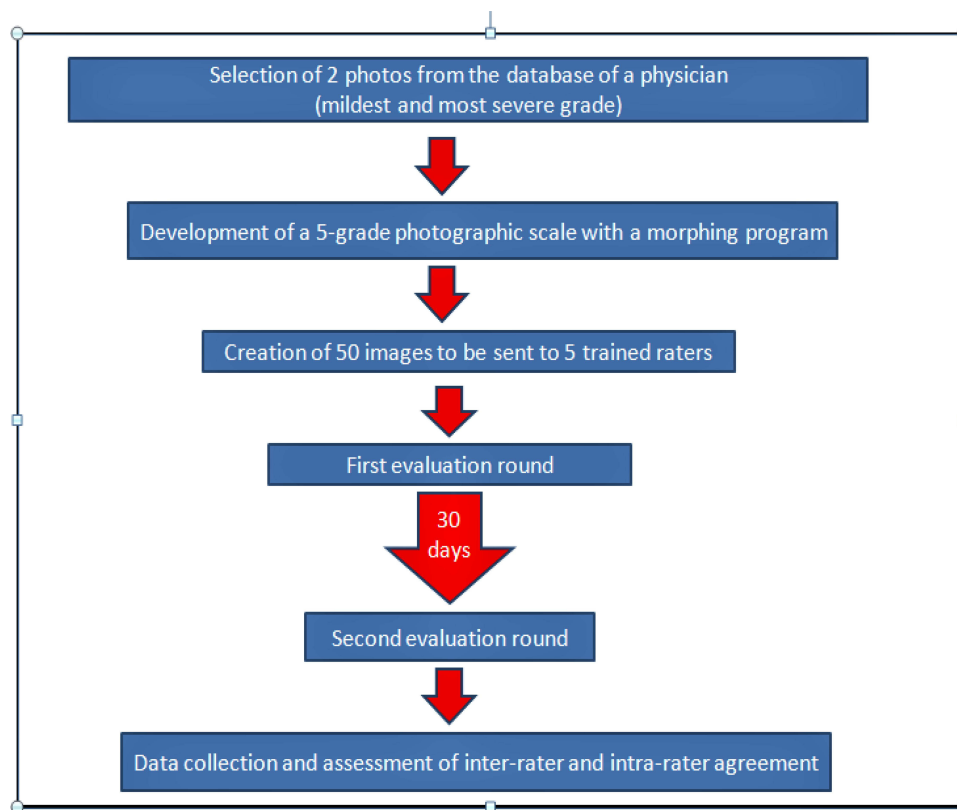 Selection of 2 photos from the database of a physician
(mildest and most severe grade)
Development of a 5-grade photographic scale with a morphing program
Creation of 50 images to be sent to 5 trained raters
First evaluation round
30
days
Second evaluation round
Data collection and assessment of inter-rater and intra-rater agreement